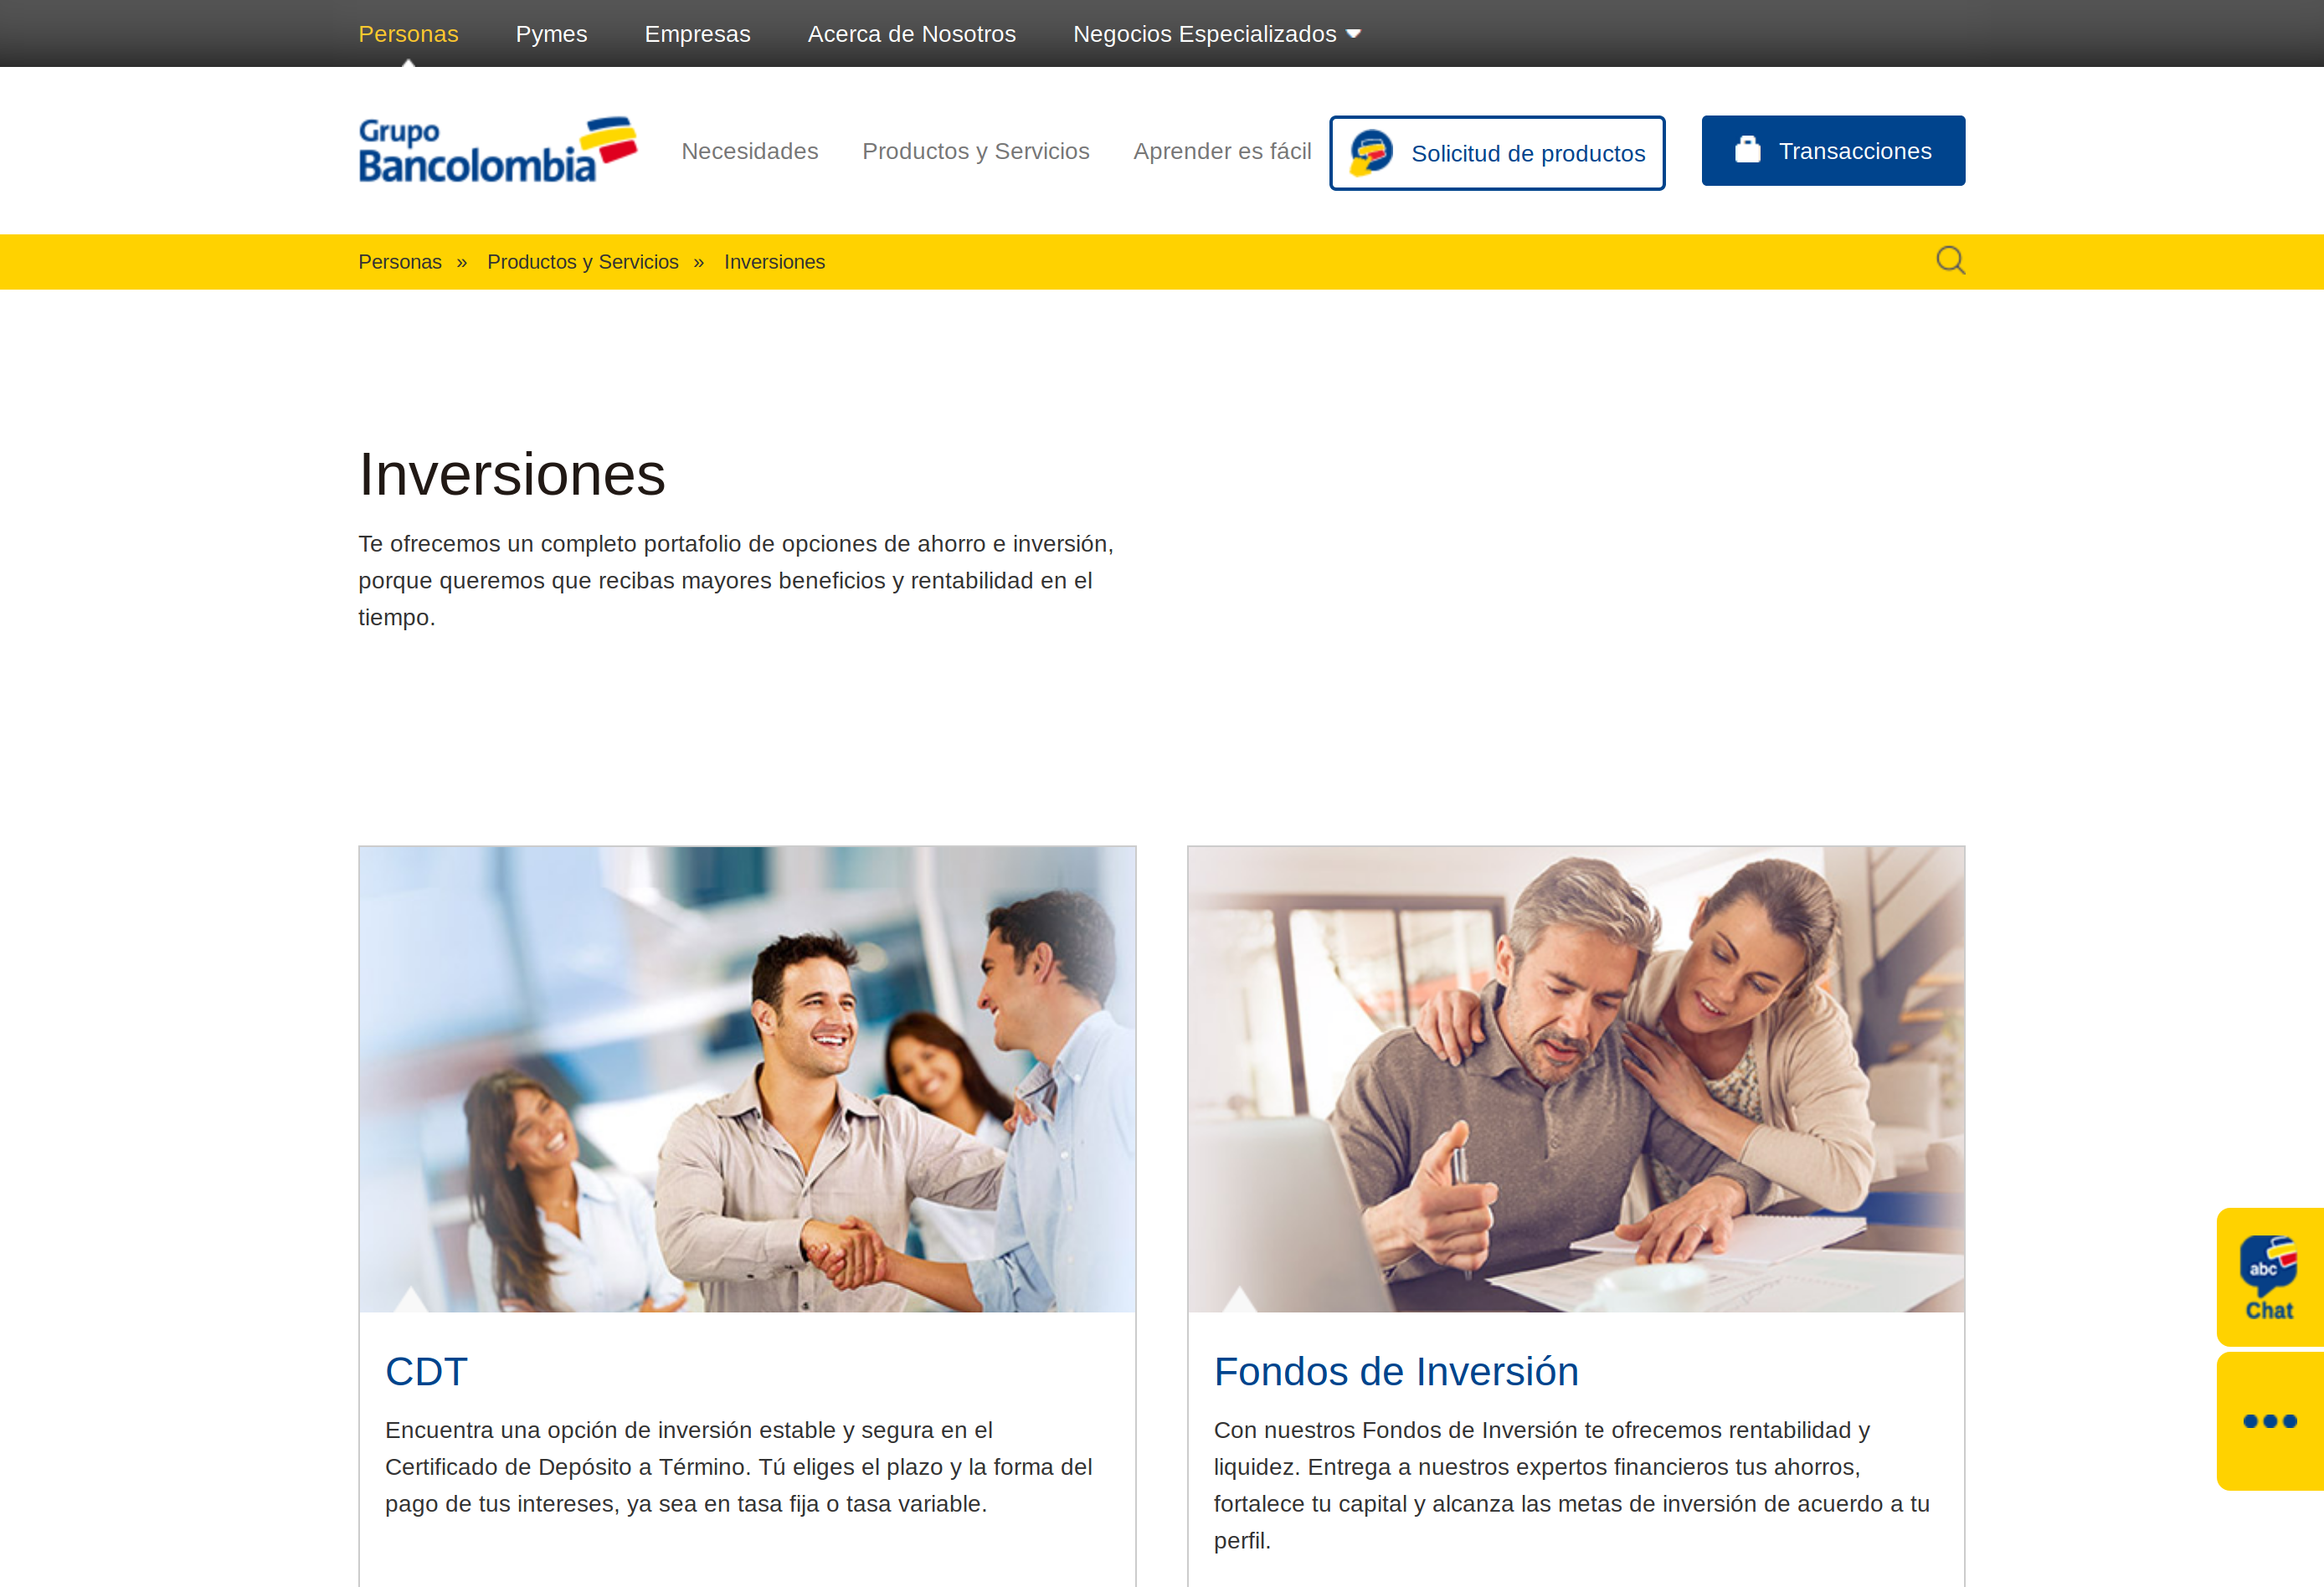 Personas Pymes Empresas Acerca de Nosotros Negocios Especializados
Grupo
Bancolombia
Necesidades Productos y Servicios Aprender es fácil Solicitud de productos Transacciones
Personas » Productos y Servicios » Inversiones
Inversiones
Te ofrecemos un completo portafolio de opciones de ahorro e inversión,
porque queremos que recibas mayores beneficios y rentabilidad en el
tiempo.
CDT
Encuentra una opción de inversión estable y segura en el
Certificado de Depósito a Término. Tú eliges el plazo y la forma del
pago de tus intereses, ya sea en tasa fija o tasa variable.
Fondos de Inversión
Con nuestros Fondos de Inversión te ofrecemos rentabilidad y
liquidez. Entrega a nuestros expertos financieros tus ahorros,
fortalece tu capital y alcanza las metas de inversión de acuerdo a tu
perfil.
abc
Chat